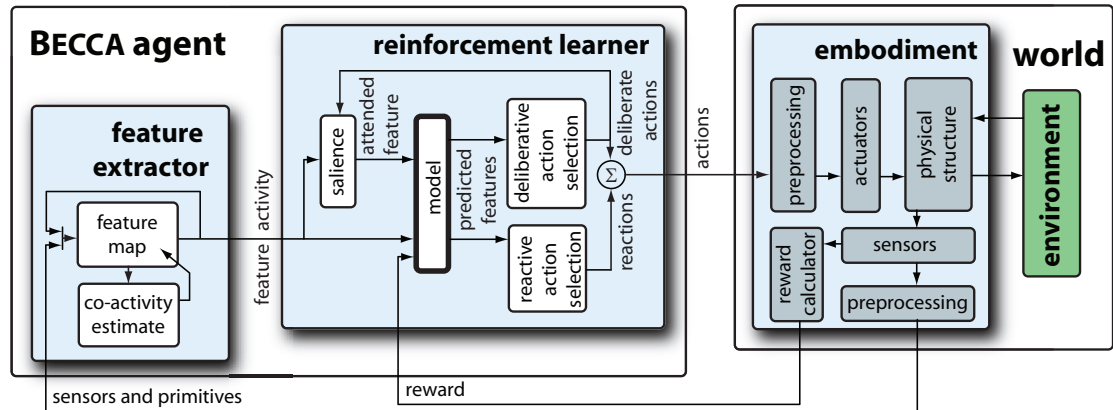 BECCA agent
reinforcement learner
feature
extractor
feature
map
co-activity
estimate
sensors and primitives
feature activity
salience
attended
feature
model
predicted
features
deliberative
action
selection
reactive
action
selection
Σ
deliberate
actions
reactions
reward
actions
world
embodiment
preprocessing
actuators
physical
structure
sensors
reward
calculator
preprocessing
environment